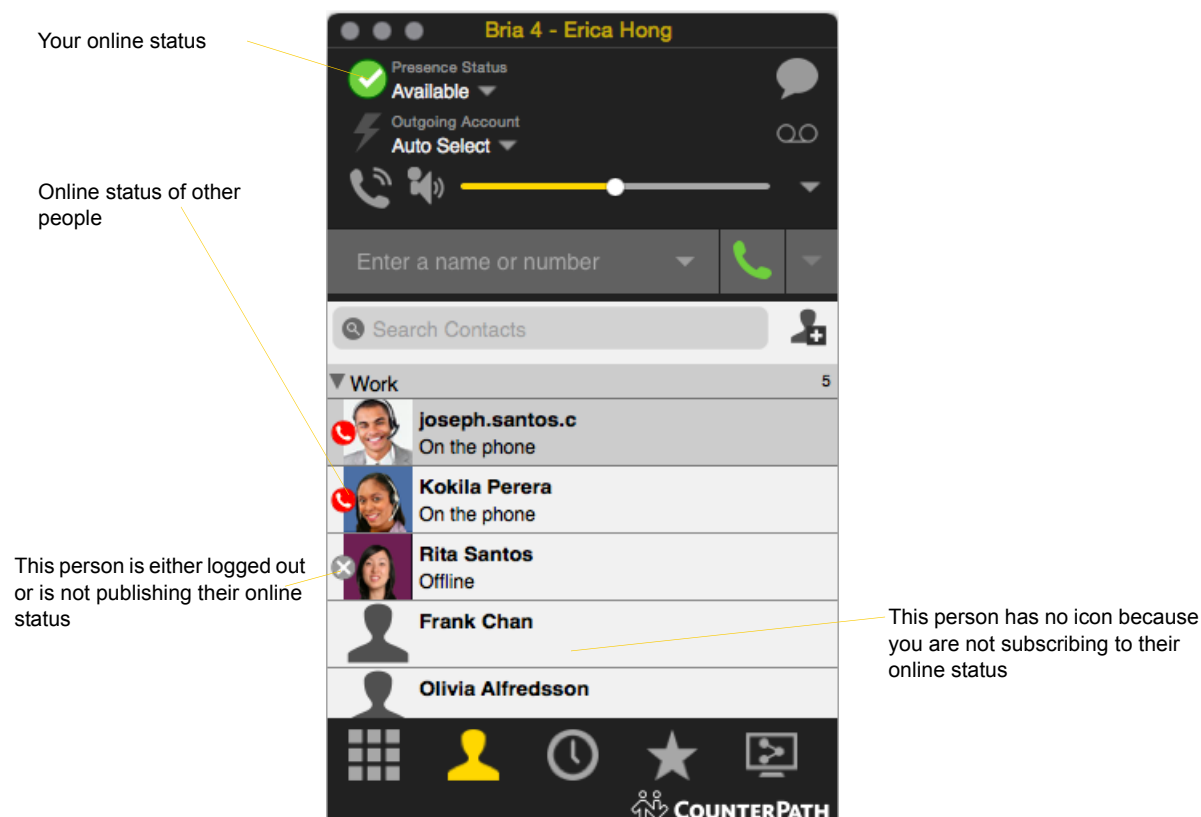 Your online status
Bria 4 - Erica Hong
Presence Status
Available
Outgoing Account
Auto Select
Online status of other
people
Enter a name or number
Search Contacts
Work 5
joseph.santos.c
On the phone
Kokila Perera
On the phone
This person is either logged out
or is not publishing their online
status
Rita Santos
Offline
Frank Chan
This person has no icon because
you are not subscribing to their
online status
Olivia Alfredsson
COUNTERPATH